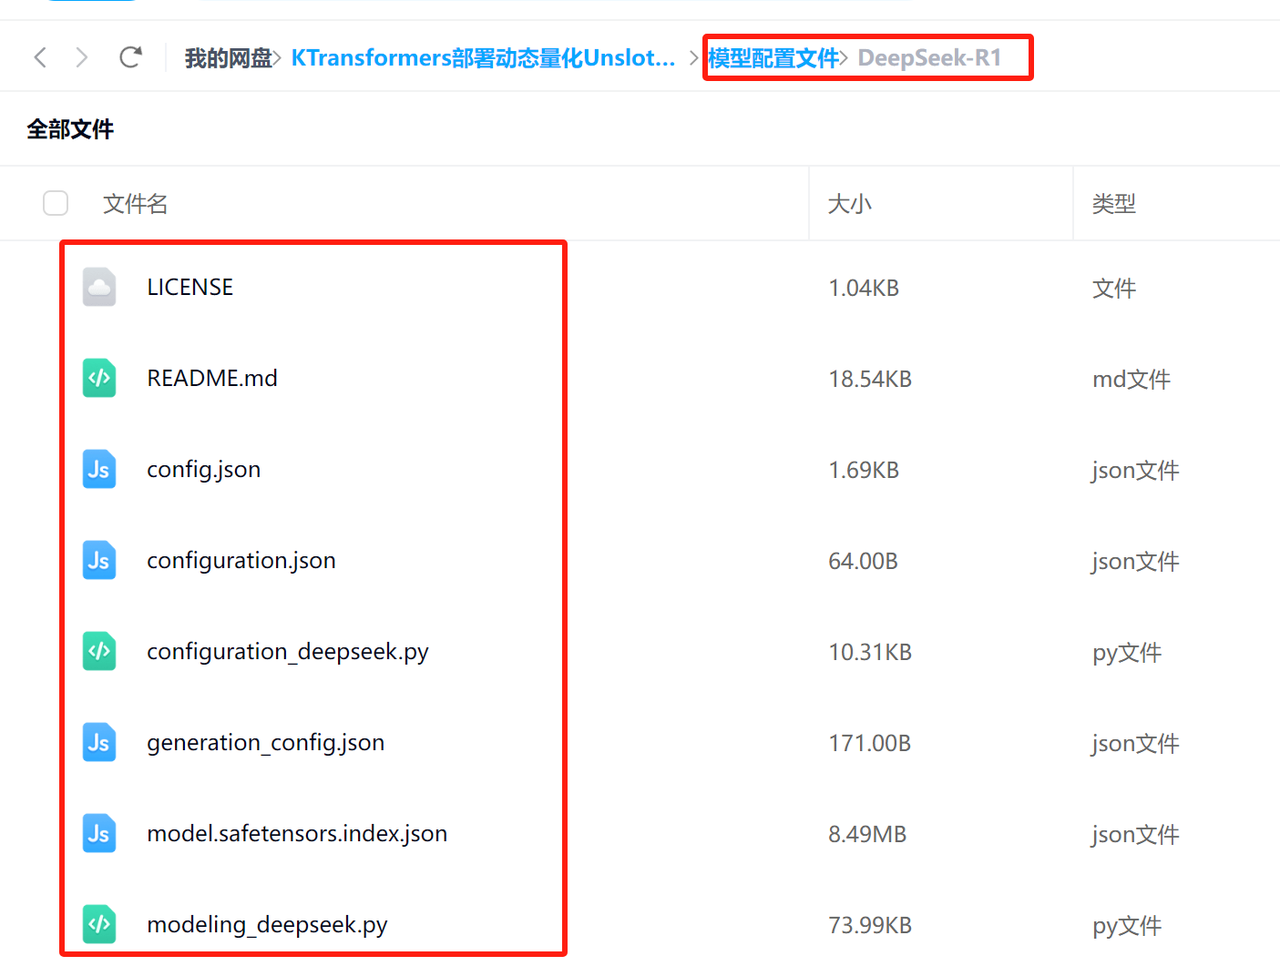 我的网盘> KTransformers部署动态量化Unslot... > 模型配置文件> DeepSeek-R1
全部文件
文件名 大小 类型
LICENSE 1.04KB 文件
README.md 18.54KB md文件
Js config.json 1.69KB json文件
Js configuration.json 64.00B json文件
configuration_deepseek.py 10.31KB py文件
Js generation_config.json 171.00B json文件
Js model.safetensors.index.json 8.49MB json文件
modeling_deepseek.py 73.99KB py文件